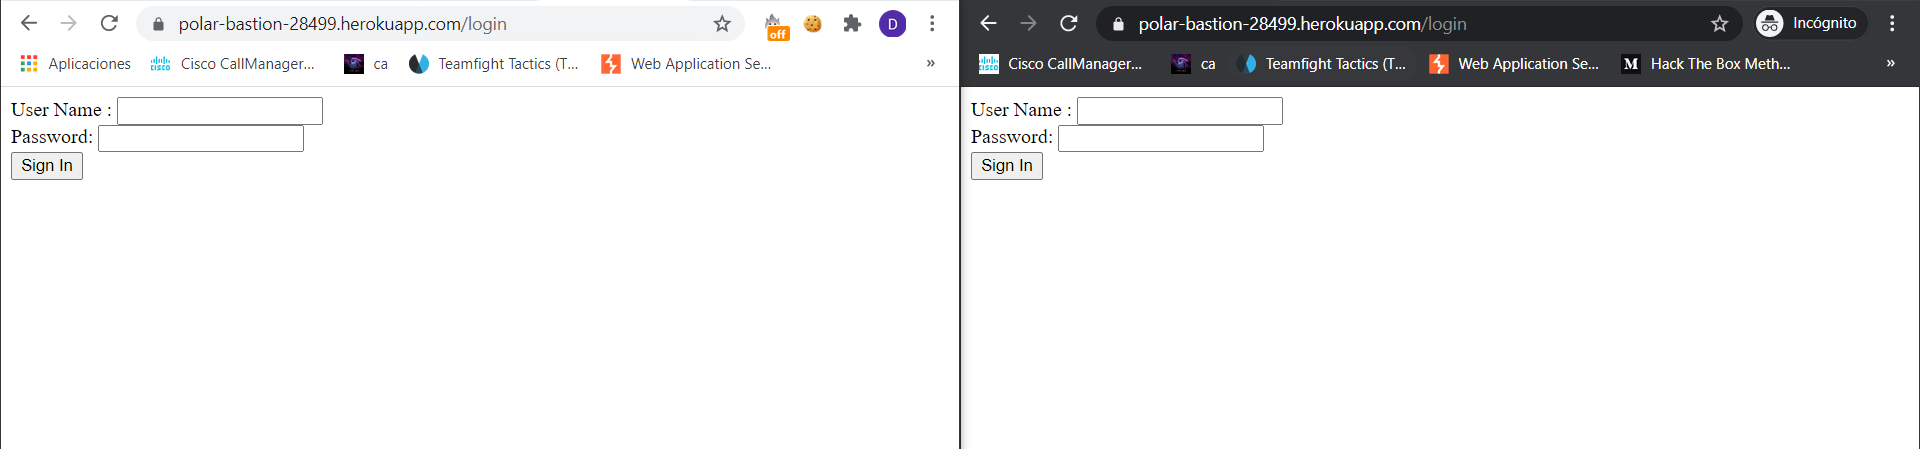 polar-bastion-28499.herokuapp.com/login
off
D
Aplicaciones
Cisco CallManager...
ca
Teamfight Tactics (T...
Web Application Se...
»
User Name :
Password:
Sign In
polar-bastion-28499.herokuapp.com/login
Incógnito
CISCO
Cisco CallManager...
ca
Teamfight Tactics (T...
Web Application Se...
M
Hack The Box Meth...
»
User Name :
Password:
Sign In